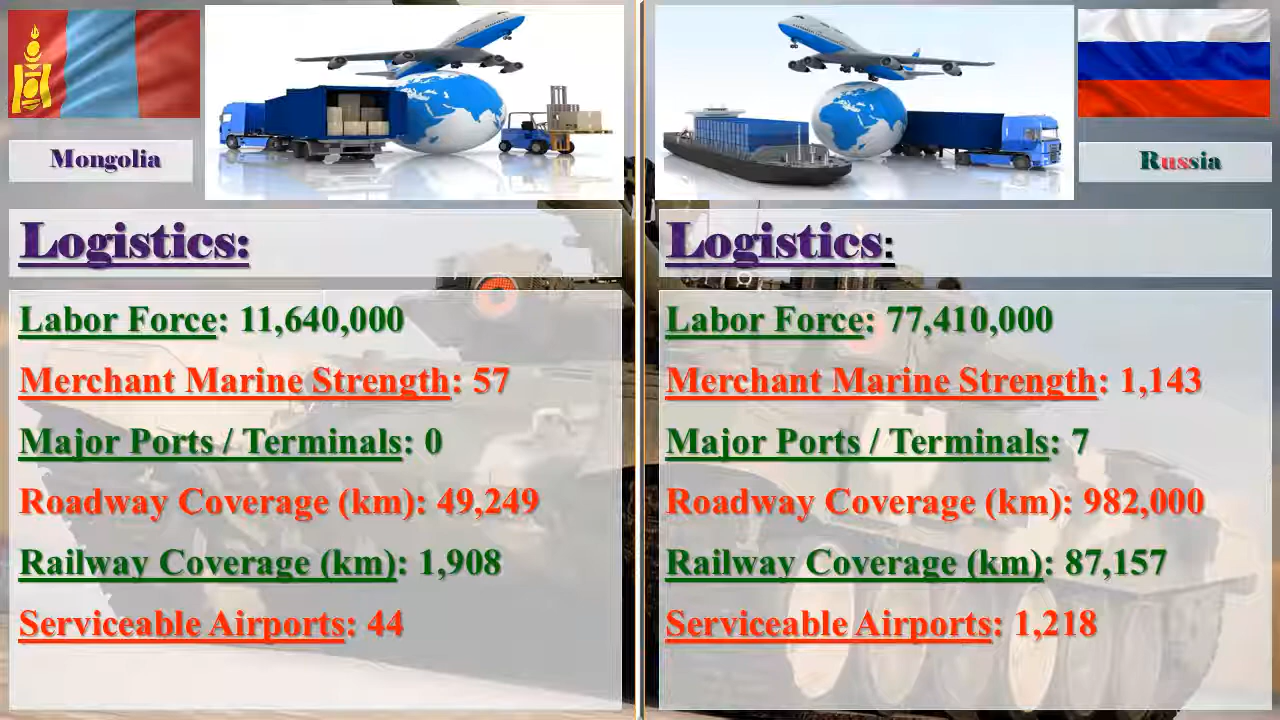 Mongolia
Russia
Logistics:
Labor Force: 11,640,000
Merchant Marine Strength: 57
Major Ports / Terminals: 0
Roadway Coverage (km): 49,249
Railway Coverage (km): 1,908
Serviceable Airports: 44
Logistics:
Labor Force: 77,410,000
Merchant Marine Strength: 1,143
Major Ports / Terminals: 7
Roadway Coverage (km): 982,000
Railway Coverage (km): 87,157
Serviceable Airports: 1,218